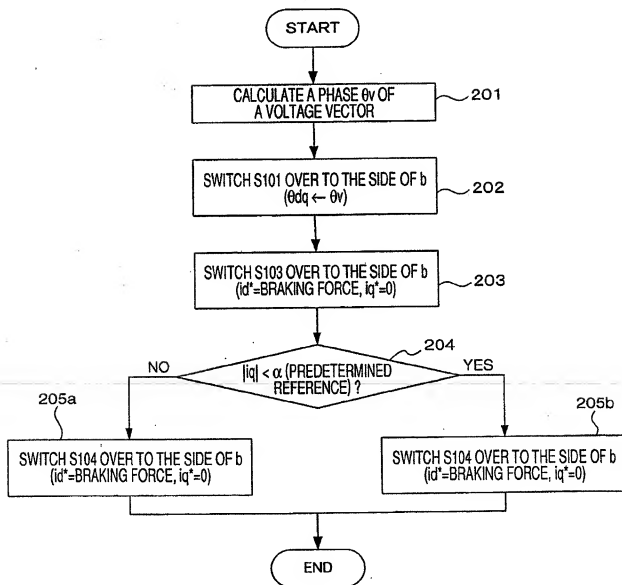 START
CALCULATE A PHASE θv OF
A VOLTAGE VECTOR
201
SWITCH S101 OVER TO THE SIDE OF b
(θdq ← θv)
202
SWITCH S103 OVER TO THE SIDE OF b
(id*=BRAKING FORCE, iq*=0)
203
204
NO
|iq| < α (PREDETERMINED
REFERENCE) ?
YES
205a
SWITCH S104 OVER TO THE SIDE OF b
(id*=BRAKING FORCE, iq*=0)
205b
SWITCH S104 OVER TO THE SIDE OF b
(id*=BRAKING FORCE, iq*=0)
END